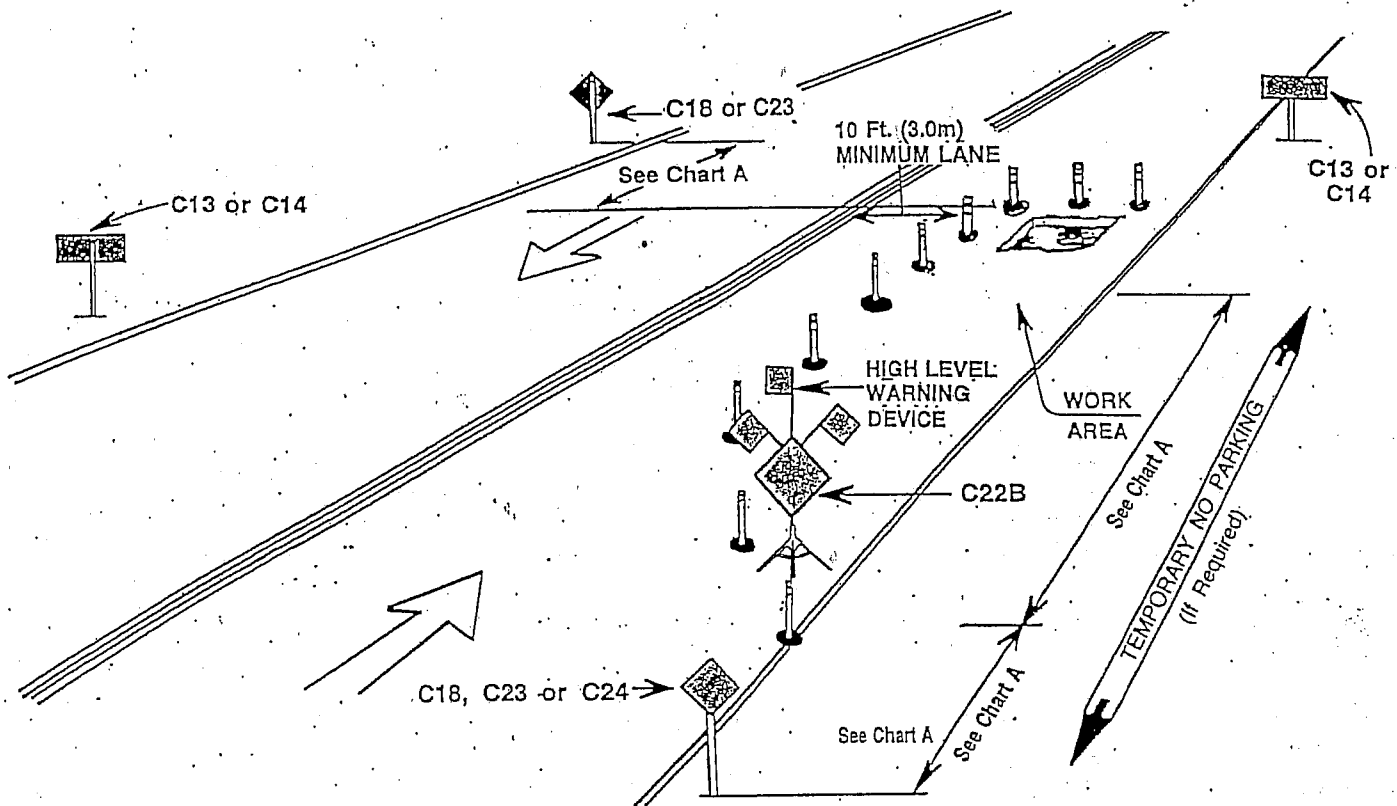 C18 or C23
10 Ft. (3.0m)
MINIMUM LANE
See Chart A
C13 or
C14
C13 or C14
HIGH LEVEL
WARNING
DEVICE
WORK
AREA
C22B
See Chart A
TEMPORARY NO PARKING
(If Required)
C18, C23 or C24
See Chart A
See Chart A